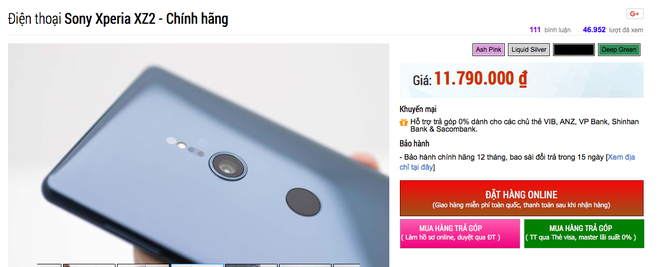 G+
Điện thoại Sony Xperia XZ2 - Chính hãng
111 bình luận 46.952 lượt đã xem
Ash Pink Liquid Silver Deep Green
Giá: 11.790.000 ₫
Khuyến mại
Hỗ trợ trả góp 0% dành cho các chủ thẻ VIB, ANZ, VP Bank, Shinhan
Bank & Sacombank.
Bảo hành
- Bảo hành chính hãng 12 tháng, bao sài đổi trả trong 15 ngày [Xem địa
chỉ tại đây]
ĐẶT HÀNG ONLINE
(Giao hàng miễn phí toàn quốc, thanh toán sau khi nhận hàng)
MUA HÀNG TRẢ GÓP
( Làm hồ sơ online, duyệt qua ĐT )
MUA HÀNG TRẢ GÓP
( TT qua Thẻ visa, master lãi suất 0% )